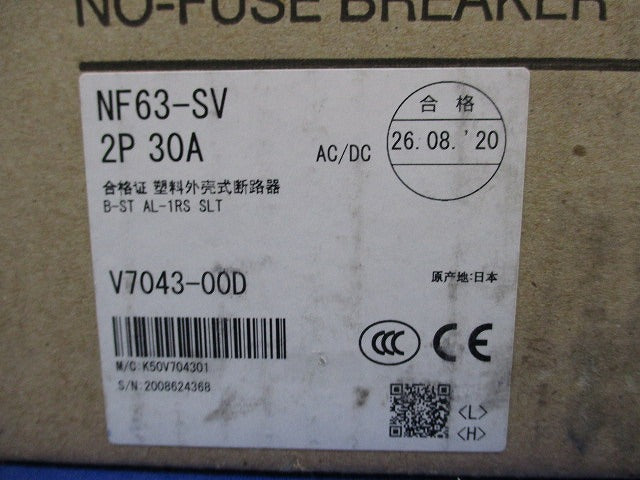 NO-FUSE BREAKER
NF63-SV
2P 30A
AC/DC
合格
26.08.'20
合格证 塑料外壳式断路器
B-ST AL-1RS SLT
V7043-00D
原产地:日本
M/C:K50V704301
S/N:2008624368
CCC
CE
<L>
<H>